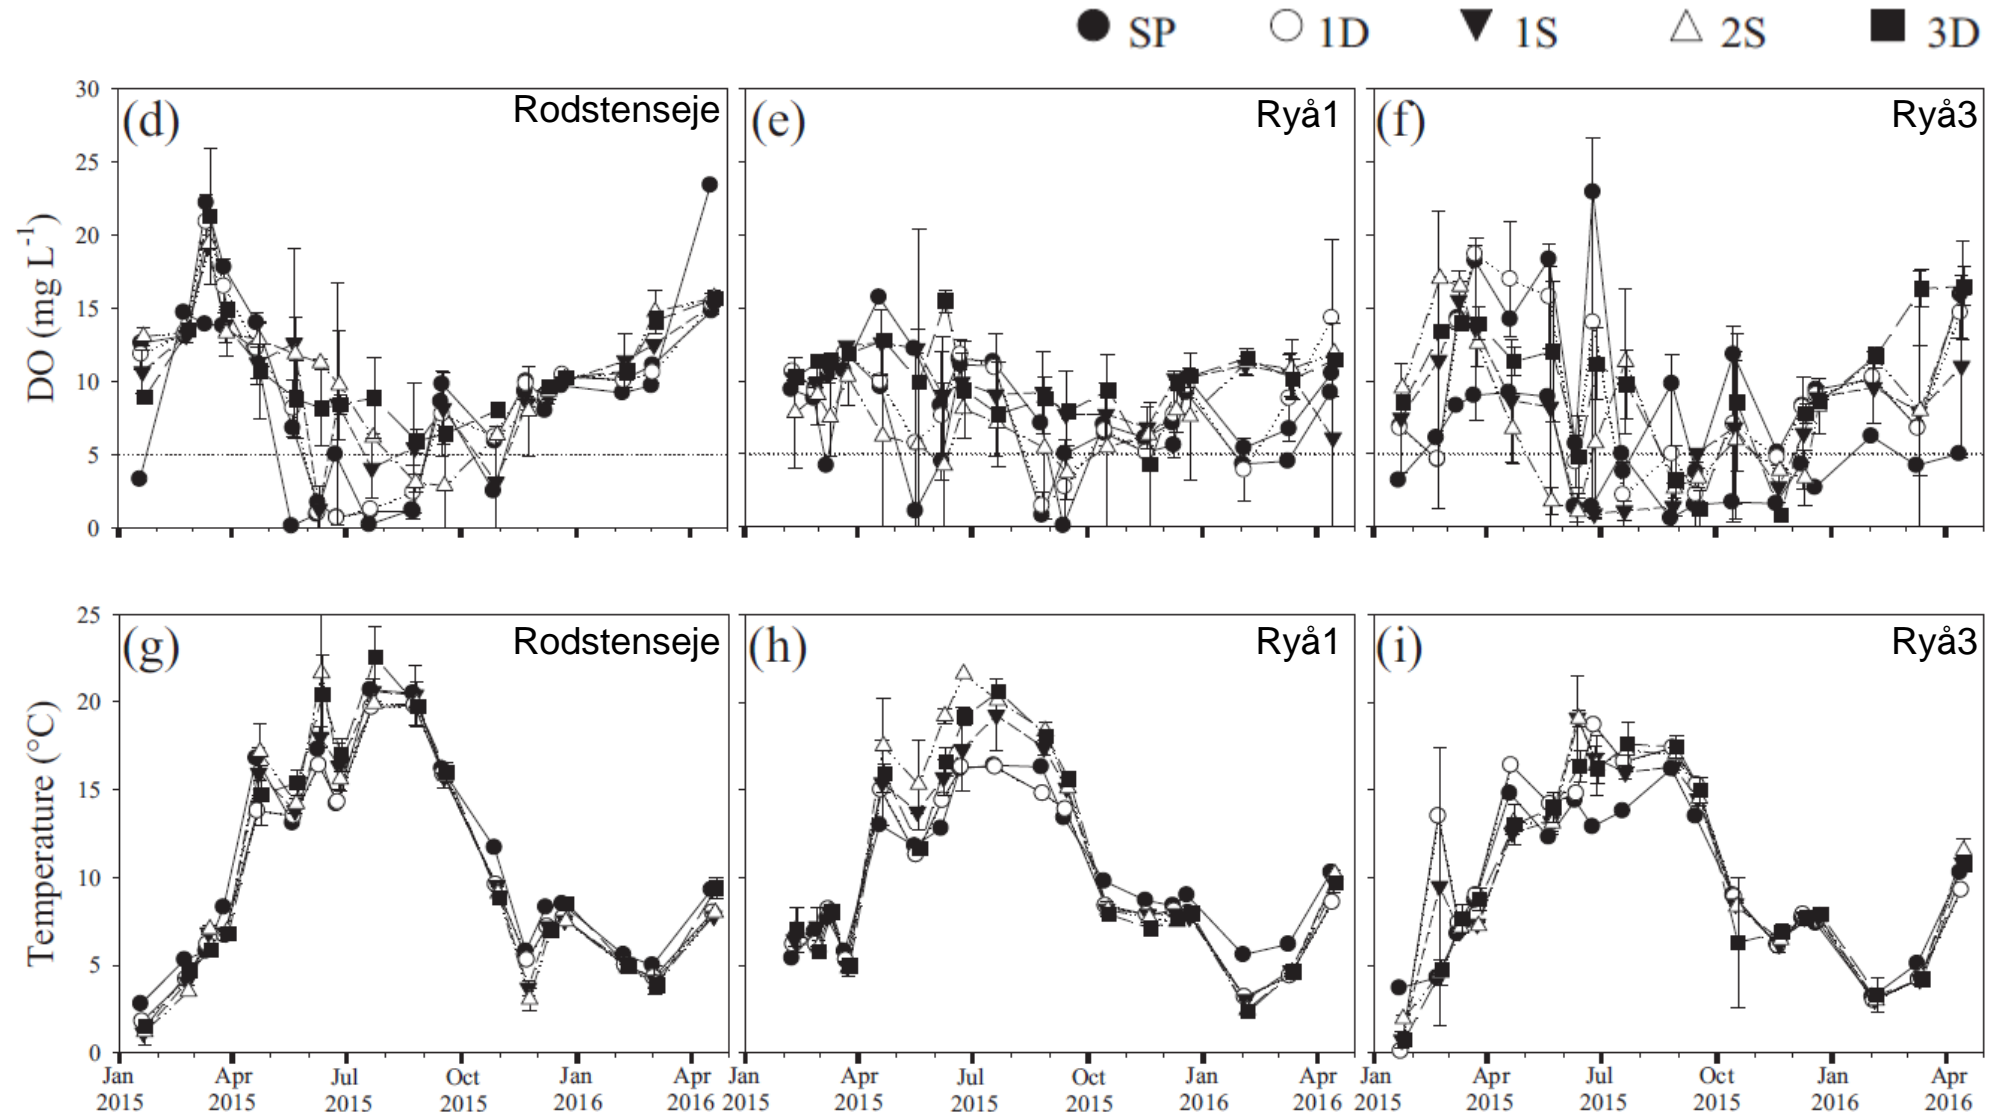 SP 1D 1S 2S 3D
30 (d) Rodstenseje (e) Ryå1 (f) Ryå3
25
20
15
10
5
0
DO (mg L⁻¹)
25 (g) Rodstenseje (h) Ryå1 (i) Ryå3
20
15
10
5
0
Temperature (°C)
Jan Apr Jul Oct Jan Apr Jan Apr Jul Oct Jan Apr Jan Apr Jul Oct Jan Apr
2015 2015 2015 2015 2016 2016 2015 2015 2015 2015 2016 2016 2015 2015 2015 2015 2016 2016